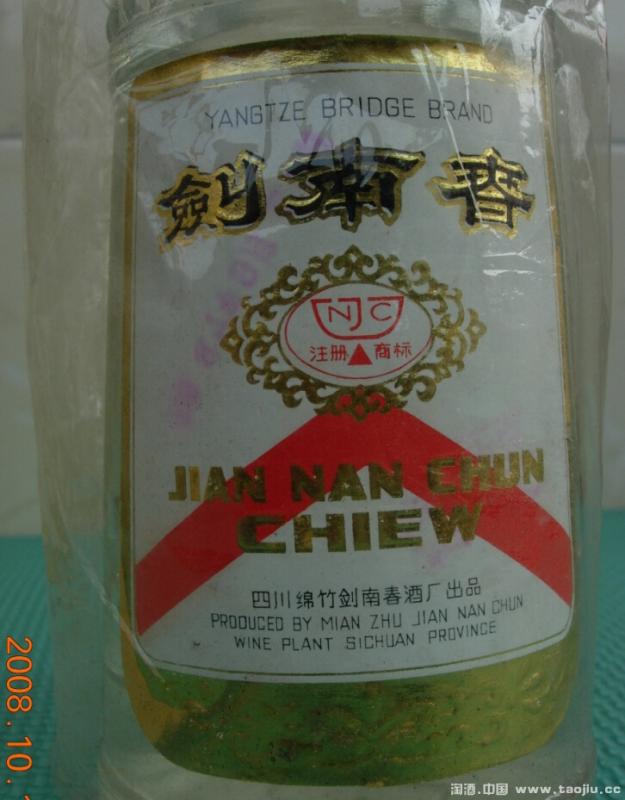 YANGTZE BRIDGE BRAND
劍南春
NJC
注册 商标
JIAN NAN CHUN
CHIEW
四川绵竹剑南春酒厂出品
PRODUCED BY MIAN ZHU JIAN NAN CHUN
WINE PLANT SICHUAN PROVINCE
2008.10.
淘酒.中国 www.taojiu.cc